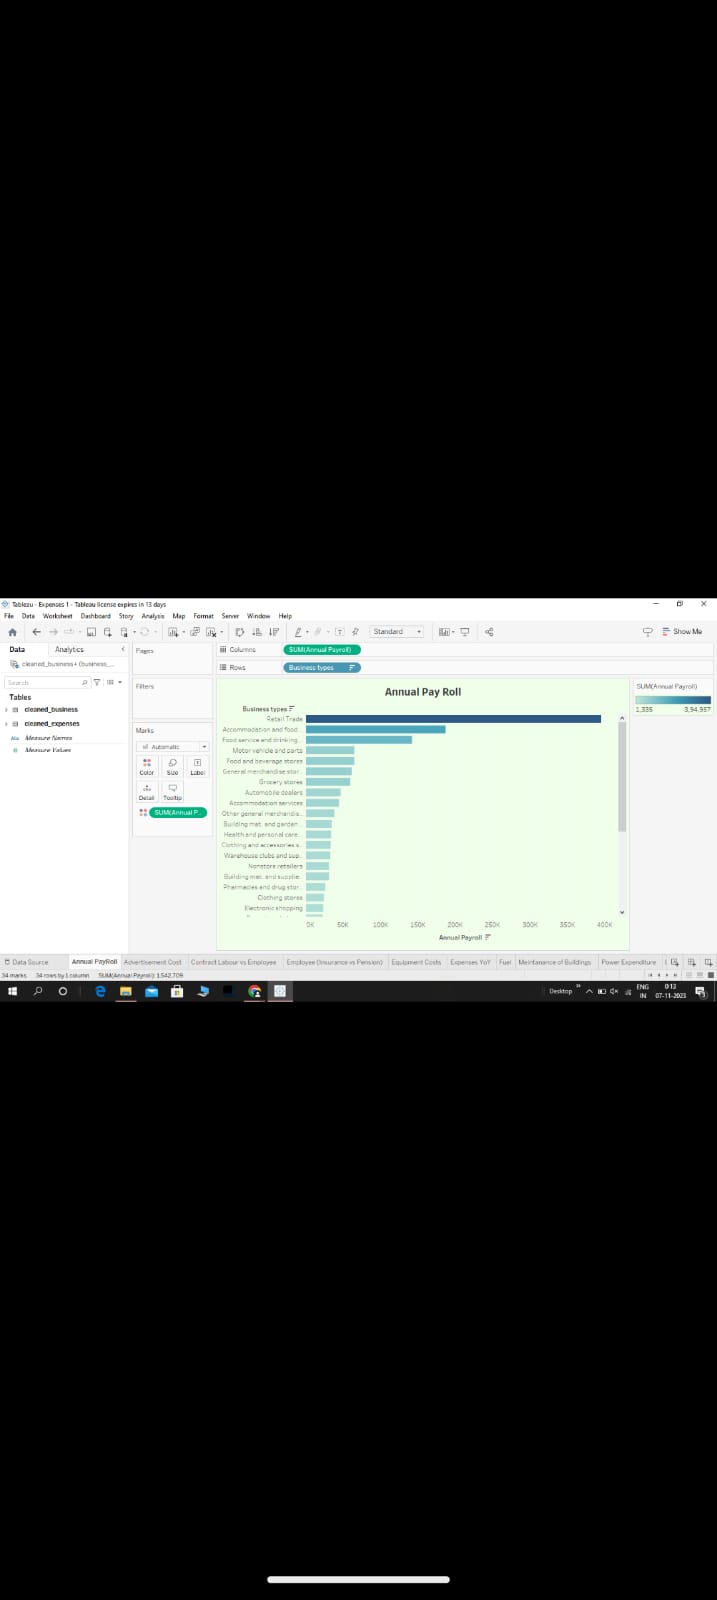 Tableau - Expenses 1 - Tableau license expires in 13 days
File Data Worksheet Dashboard Story Analysis Map Format Server Window Help
Standard
Show Me
Data Analytics
cleaned_business+ (business_...
Search
Tables
cleaned_business
cleaned_expenses
Abc Measure Names
# Measure Values
Pages
Filters
Marks
Automatic
Color Size Label
Detail Tooltip
SUM(Annual P..
Columns SUM(Annual Payroll)
Rows Business types
Annual Pay Roll
Business types
Retail Trade
Accommodation and food..
Food service and drinking..
Motor vehicle and parts
Food and beverage stores
General merchandise stor..
Grocery stores
Automobile dealers
Accommodation services
Other general merchandis..
Building mat. and garden ..
Health and personal care..
Clothing and accessories s..
Warehouse clubs and sup..
Nonstore retailers
Building mat. and supplie..
Pharmacies and drug stor..
Clothing stores
Electronic shopping
0K 50K 100K 150K 200K 250K 300K 350K 400K
Annual Payroll
SUM(Annual Payroll)
1,335 3,94,957
Data Source Annual PayRoll Advertisement Cost Contract Labour vs Employee Employee (Insurance vs Pension) Equipment Costs Expenses YoY Fuel Meintanance of Buildings Power Expenditure
34 marks 34 rows by 1 column SUM(Annual Payroll): 1,542,709
Desktop
ENG
IN
0:13
07-11-2023